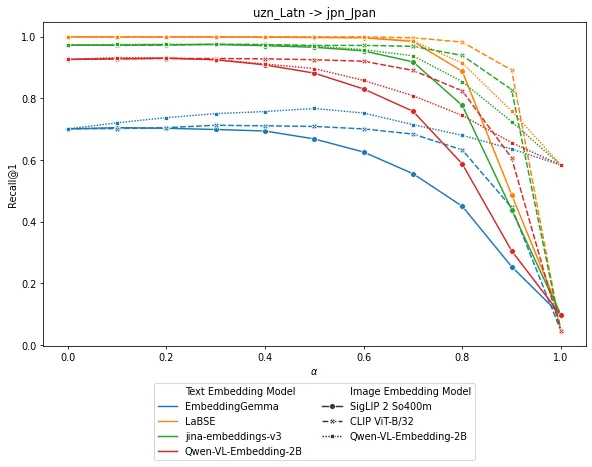 uzn_Latn -> jpn_Jpan
Recall@1
1.0
0.8
0.6
0.4
0.2
0.0
0.0 0.2 0.4 0.6 0.8 1.0
α
Text Embedding Model
EmbeddingGemma
LaBSE
jina-embeddings-v3
Qwen-VL-Embedding-2B
Image Embedding Model
SigLIP 2 So400m
CLIP ViT-B/32
Qwen-VL-Embedding-2B